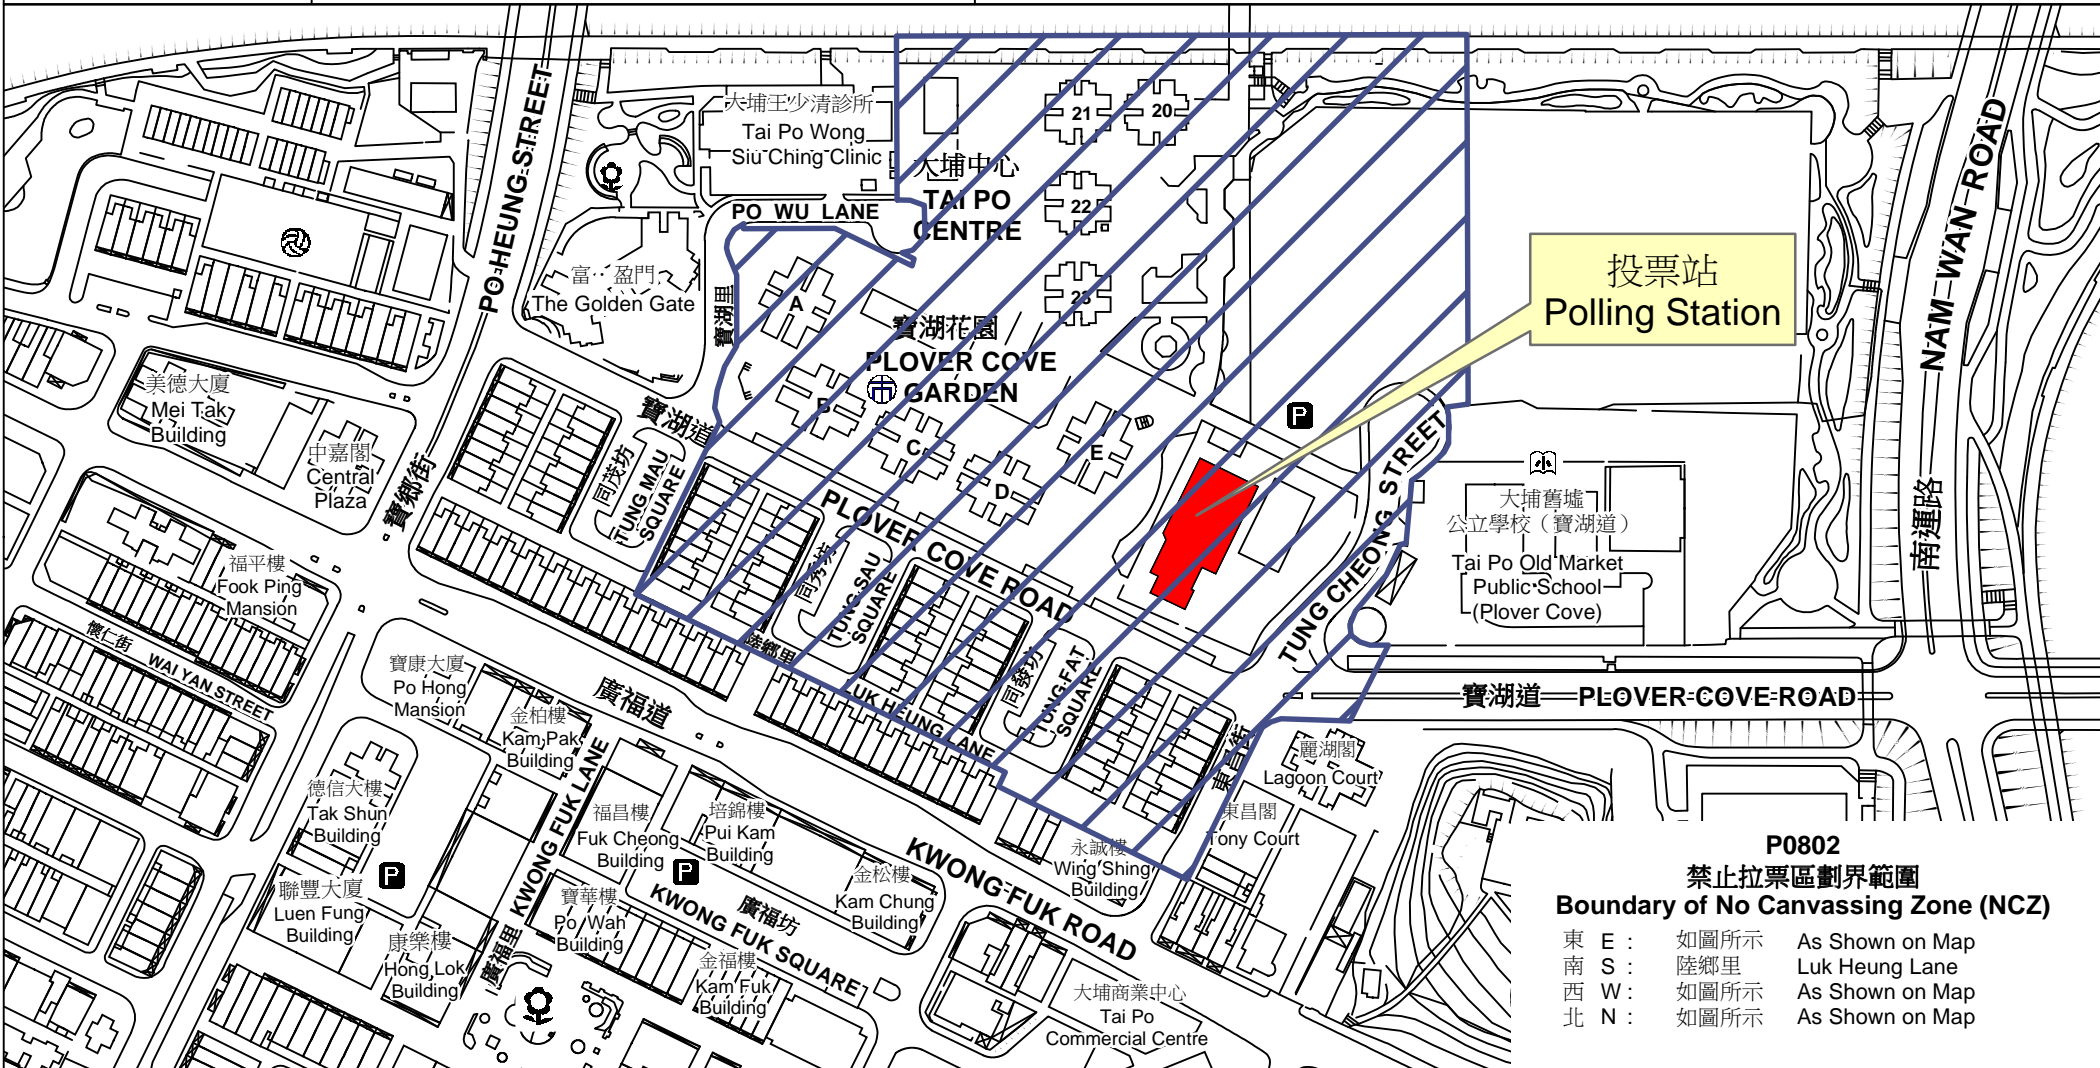 PO HEUNG STREET
大埔王少清診所
Tai Po Wong
Siu Ching Clinic
大埔中心
TAI PO
CENTRE
21
20
22
23
PO WU LANE
NAM WAN ROAD
投票站
Polling Station
富盈門
The Golden Gate
寶湖里
A
B
C
D
E
寶湖花園
PLOVER COVE
GARDEN
美德大廈
Mei Tak
Building
中嘉閣
Central
Plaza
寶鄉街
寶湖道
同茂坊
TUNG MAU
SQUARE
P
TUNG CHEONG STREET
大埔舊墟
公立學校（寶湖道）
Tai Po Old Market
Public School
(Plover Cove)
南運路
PLOVER COVE ROAD
同秀坊
TUNG SAU
SQUARE
福平樓
Fook Ping
Mansion
懷仁街
WAI YAN STREET
陸鄉里
LUK HEUNG LANE
同發坊
TUNG FAT
SQUARE
寶湖道
PLOVER COVE ROAD
寶康大廈
Po Hong
Mansion
廣福道
金柏樓
Kam Pak
Building
東昌街
麗湖閣
Lagoon Court
德信大樓
Tak Shun
Building
KWONG FUK LANE
福昌樓
Fuk Cheong
Building
培錦樓
Pui Kam
Building
東昌閣
Tony Court
永誠樓
Wing Shing
Building
KWONG FUK ROAD
P
P
聯豐大廈
Luen Fung
Building
寶華樓
Po Wah
Building
廣福坊
KWONG FUK SQUARE
金松樓
Kam Chung
Building
康樂樓
Hong Lok
Building
廣福里
金福樓
Kam Fuk
Building
大埔商業中心
Tai Po
Commercial Centre
P0802
禁止拉票區劃界範圍
Boundary of No Canvassing Zone (NCZ)
東 E : 如圖所示 As Shown on Map
南 S : 陸鄉里 Luk Heung Lane
西 W : 如圖所示 As Shown on Map
北 N : 如圖所示 As Shown on Map